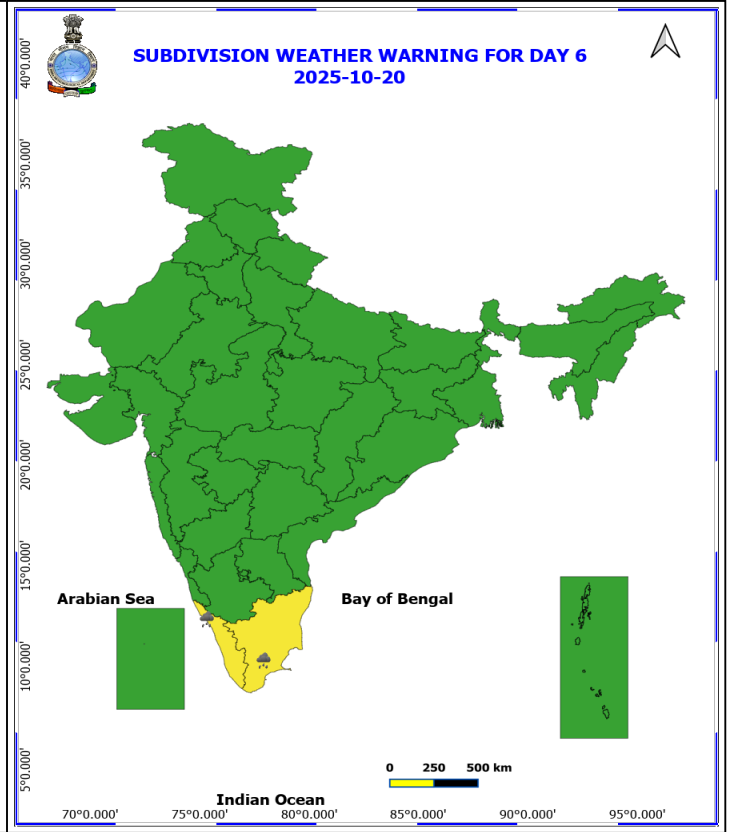 SUBDIVISION WEATHER WARNING FOR DAY 6
2025-10-20
40°0.000'
35°0.000'
30°0.000'
25°0.000'
20°0.000'
15°0.000'
10°0.000'
5°0.000'
Arabian Sea
Bay of Bengal
0 250 500 km
Indian Ocean
70°0.000' 75°0.000' 80°0.000' 85°0.000' 90°0.000' 95°0.000'